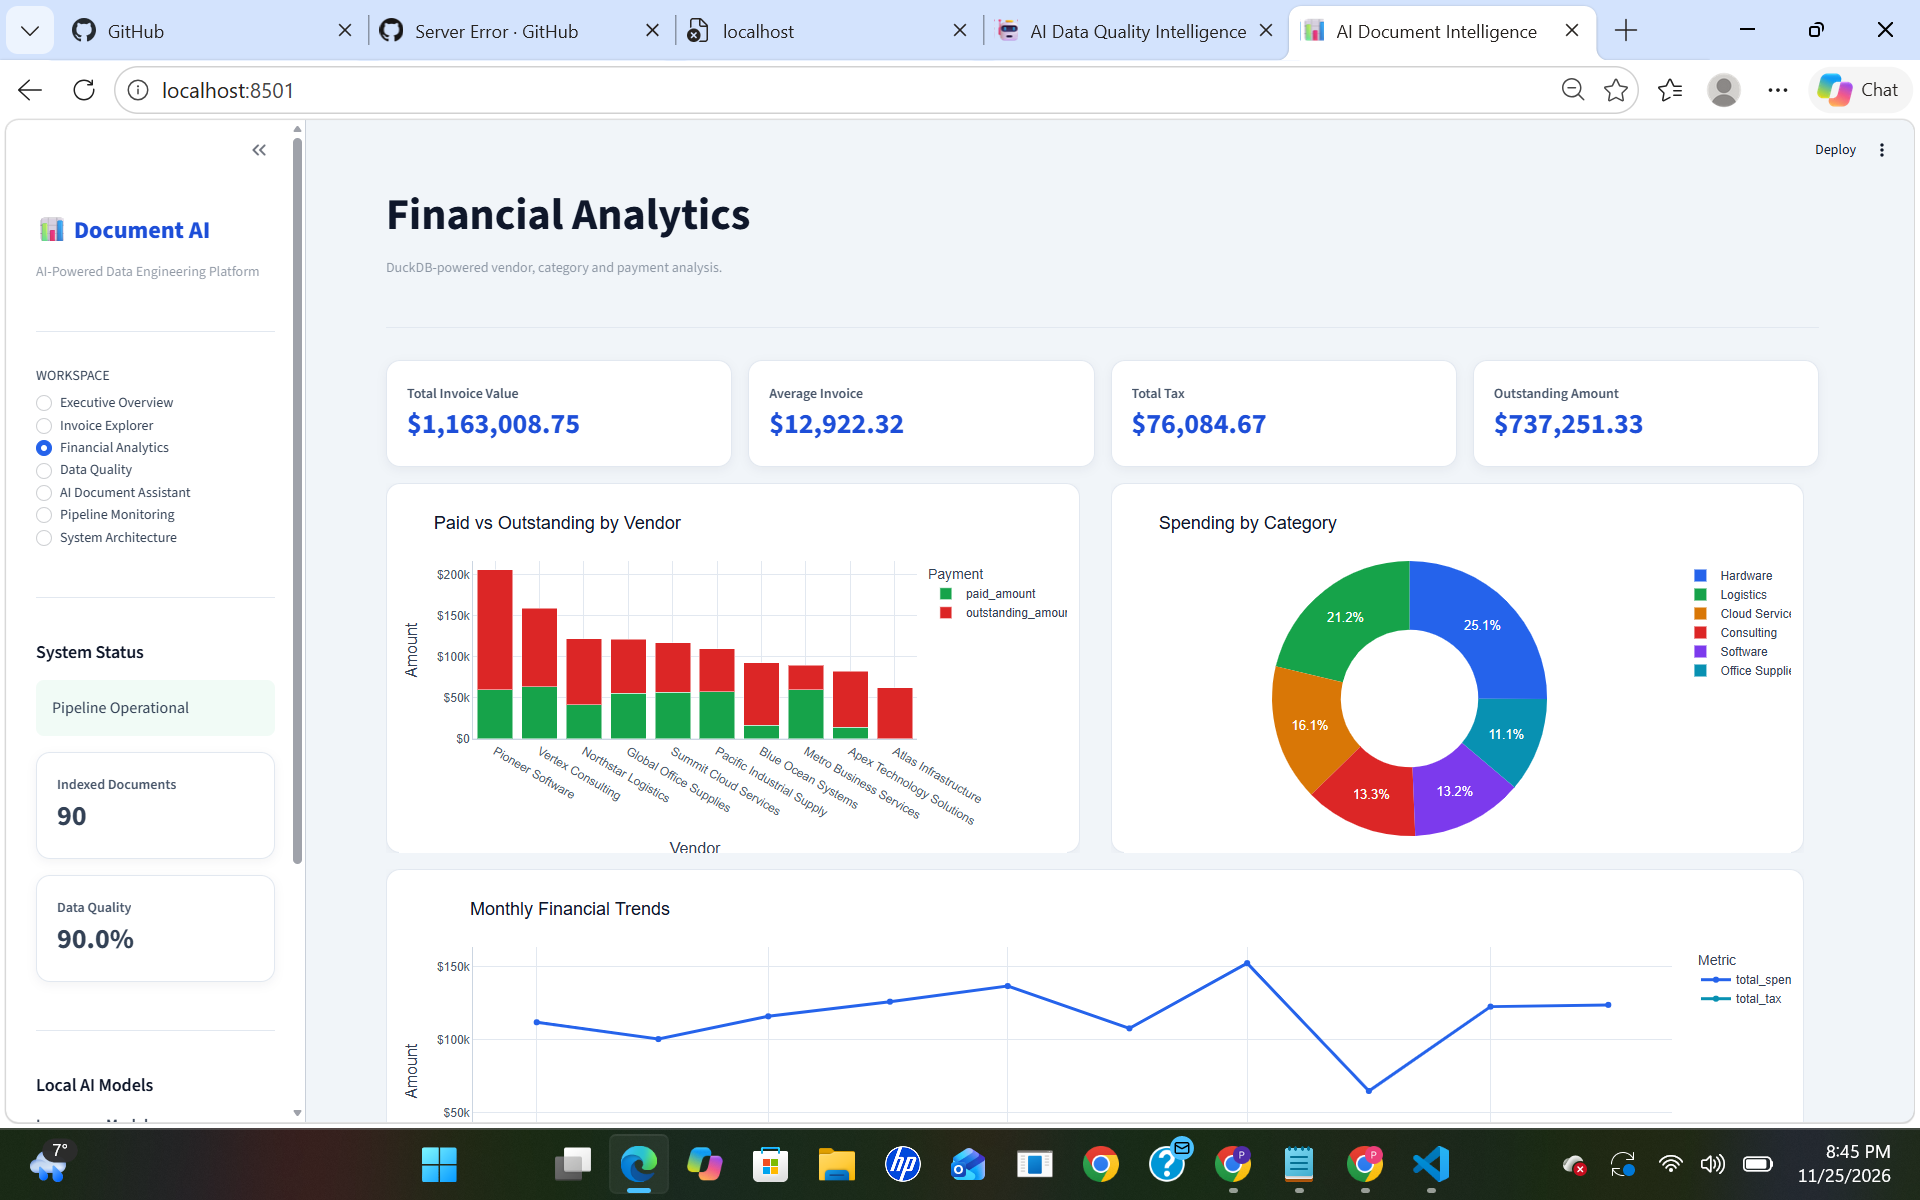 GitHub
Server Error · GitHub
localhost
AI Data Quality Intelligence
AI Document Intelligence
localhost:8501
Chat
Deploy
Document AI
AI-Powered Data Engineering Platform
WORKSPACE
Executive Overview
Invoice Explorer
Financial Analytics
Data Quality
AI Document Assistant
Pipeline Monitoring
System Architecture
System Status
Pipeline Operational
Indexed Documents
90
Data Quality
90.0%
Local AI Models
Financial Analytics
DuckDB-powered vendor, category and payment analysis.
Total Invoice Value
$1,163,008.75
Average Invoice
$12,922.32
Total Tax
$76,084.67
Outstanding Amount
$737,251.33
Paid vs Outstanding by Vendor
$200k
$150k
$100k
$50k
$0
Amount
Pioneer Software
Vertex Consulting
Northstar Logistics
Global Office Supplies
Summit Cloud Services
Pacific Industrial Supply
Blue Ocean Systems
Metro Business Services
Apex Technology Solutions
Atlas Infrastructure
Vendor
Payment
paid_amount
outstanding_amour
Spending by Category
25.1%
21.2%
16.1%
13.3%
13.2%
11.1%
Hardware
Logistics
Cloud Service
Consulting
Software
Office Supplie
Monthly Financial Trends
$150k
$100k
$50k
Amount
Metric
total_spen
total_tax
7°
hp
8:45 PM
11/25/2026